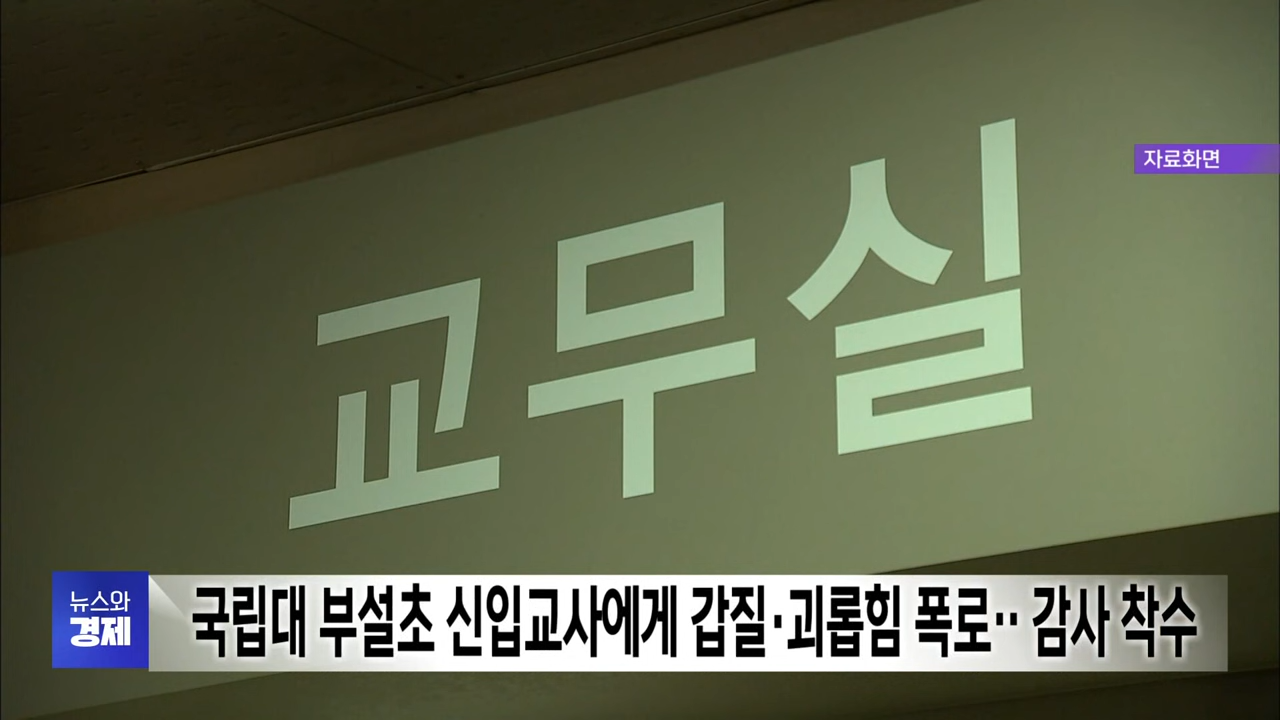 자료화면
교무실
뉴스와
경제
국립대 부설초 신입교사에게 갑질·괴롭힘 폭로‥ 감사 착수